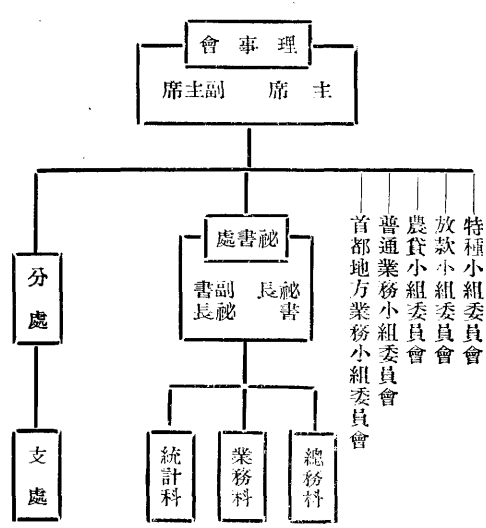 理事會
主席 副主席
特種小組委員會
放款小組委員會
農貸小組委員會
普通業務小組委員會
首都地方業務小組委員會
祕書處
祕書長 副祕書長
分處
總務科
業務科
統計科
支處